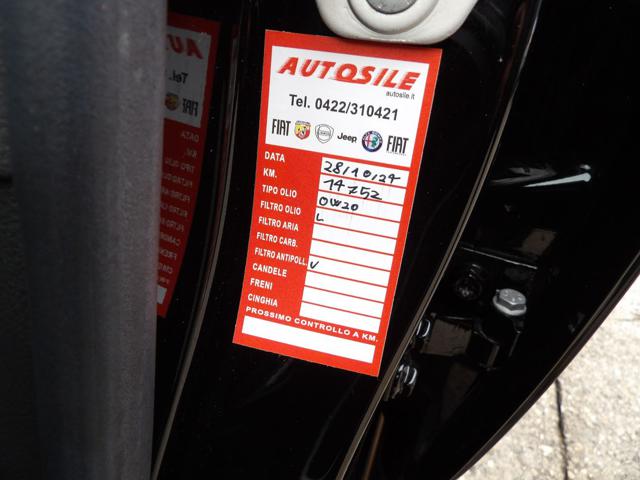 AUTOSILE
autosile.it
Tel. 0422/310421
FIAT Jeep FIAT
DATA 28/10/24
KM. 14752
TIPO OLIO 0W20
FILTRO OLIO L
FILTRO ARIA
FILTRO CARB.
FILTRO ANTIPOLL. V
CANDELE
FRENI
CINGHIA
PROSSIMO CONTROLLO A KM.